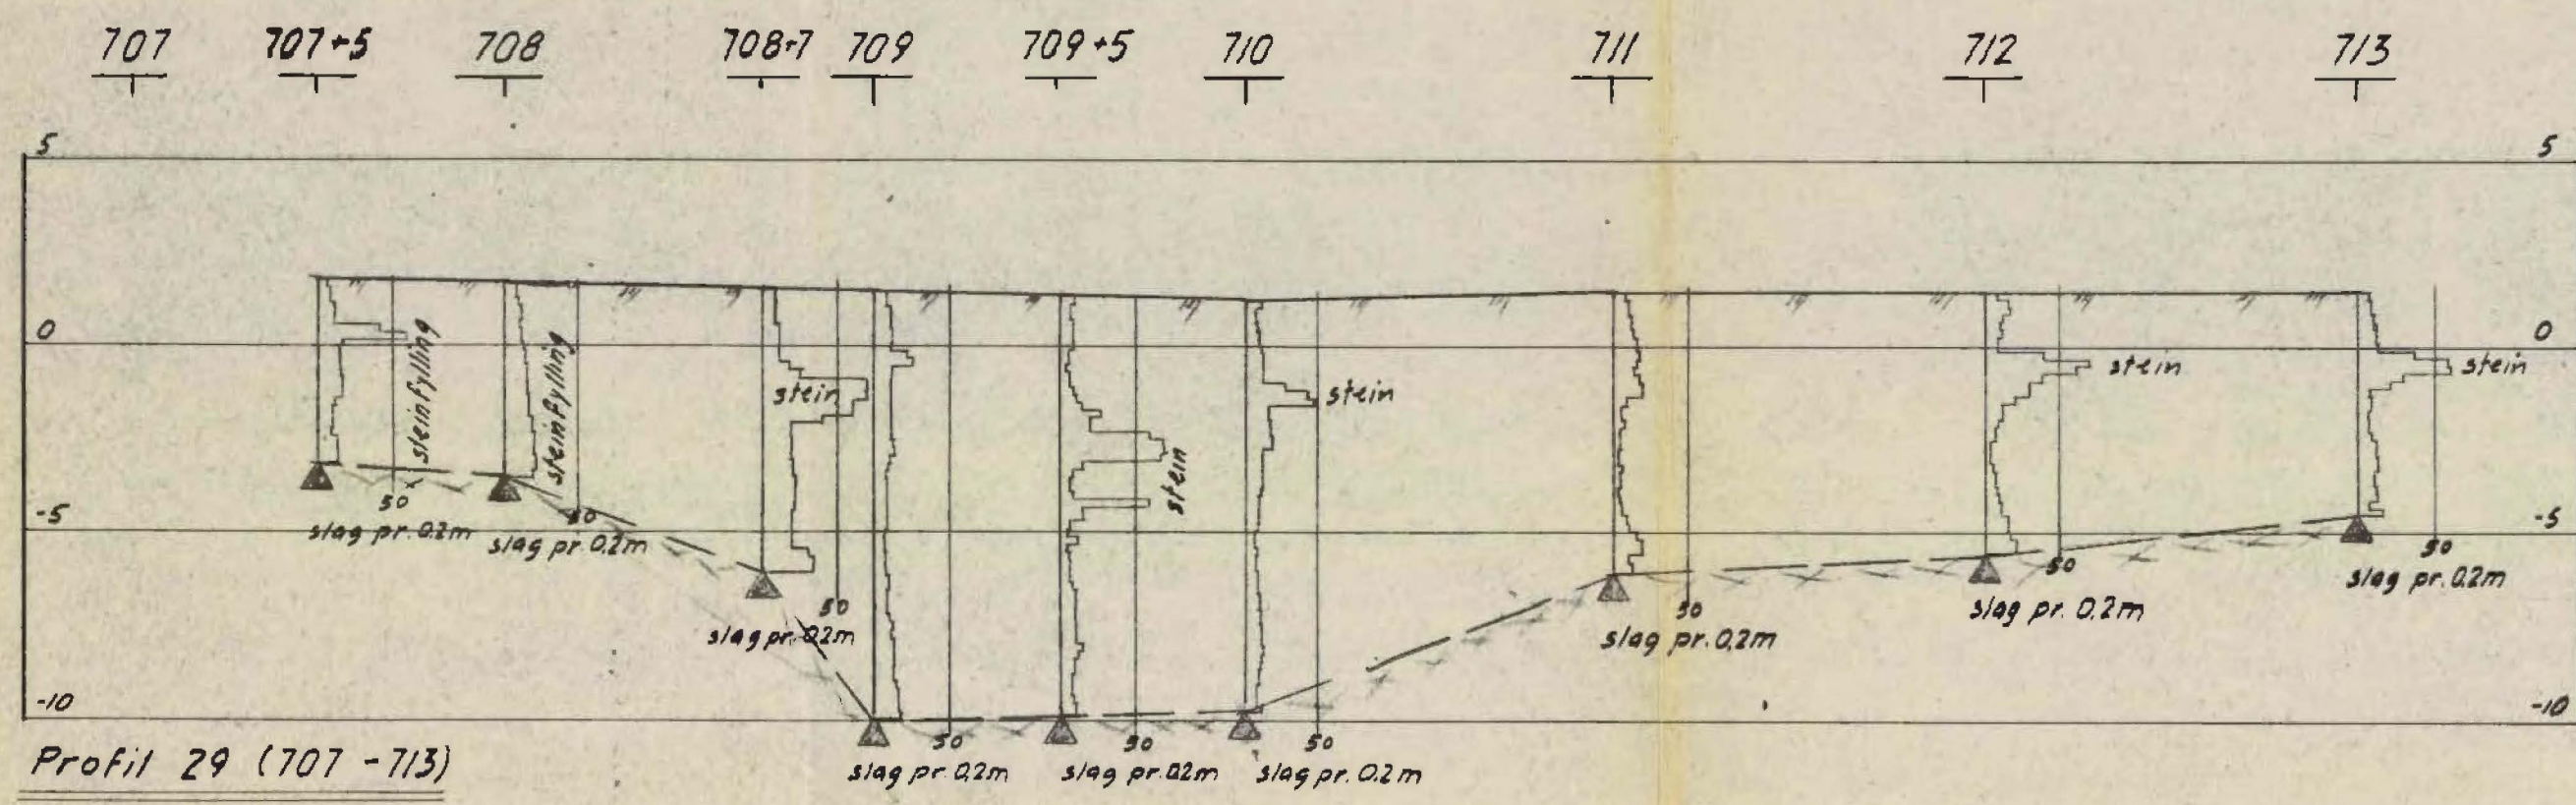 707 707+5 708 708+7 709 709+5 710 711 712 713
5 5
0 0
steinfylling
steinfylling
stein
stein
stein
stein
stein
-5 -5
50
slag pr. 0.2m
50
slag pr. 0.2m
50
slag pr. 0.2m
50
slag pr. 0.2m
50
slag pr. 0.2m
50
slag pr. 0.2m
50
slag pr. 0.2m
50
slag pr. 0.2m
50
slag pr. 0.2m
-10 -10
Profil 29 (707 - 713)